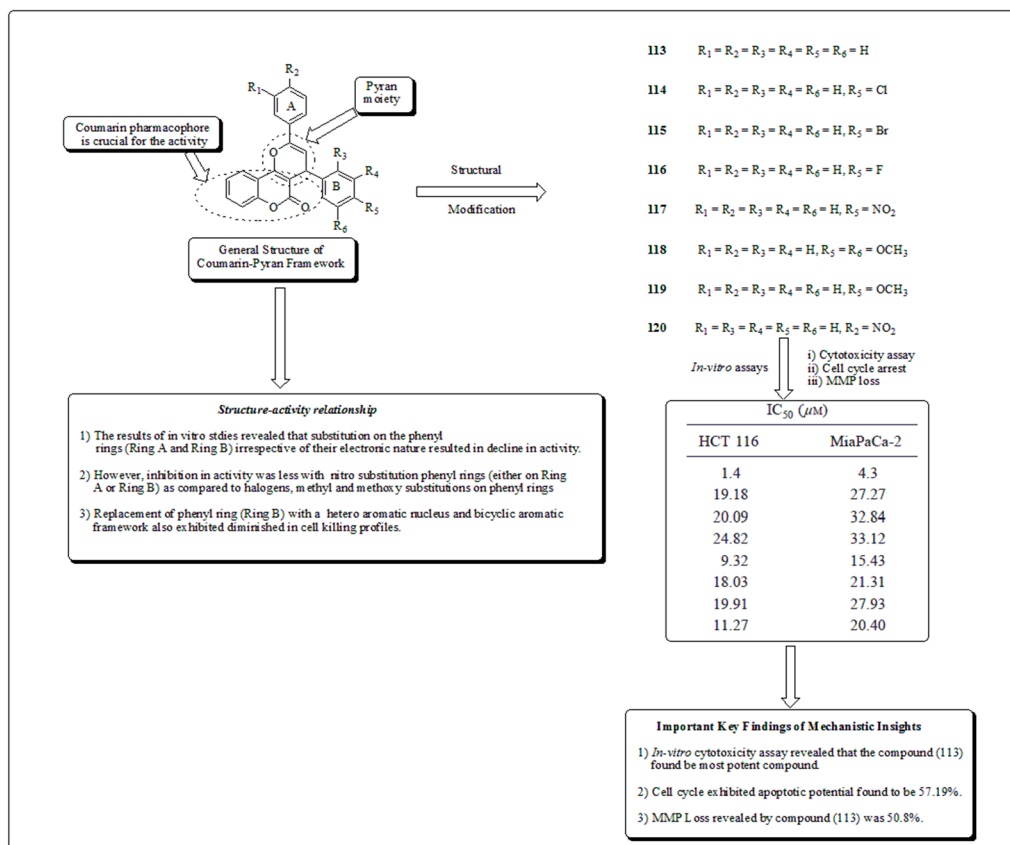 R2
R1
A
Pyran
moiety
Coumarin pharmacophore
is crucial for the activity
O
R3
R4
B
R5
O
O
R6
General Structure of
Coumarin-Pyran Framework
Structural
Modification
113 R1 = R2 = R3 = R4 = R5 = R6 = H
114 R1 = R2 = R3 = R4 = R6 = H, R5 = Cl
115 R1 = R2 = R3 = R4 = R6 = H, R5 = Br
116 R1 = R2 = R3 = R4 = R6 = H, R5 = F
117 R1 = R2 = R3 = R4 = R6 = H, R5 = NO2
118 R1 = R2 = R3 = R4 = H, R5 = R6 = OCH3
119 R1 = R2 = R3 = R4 = R6 = H, R5 = OCH3
120 R1 = R3 = R4 = R5 = R6 = H, R2 = NO2
In-vitro assays
i) Cytotoxicity assay
ii) Cell cycle arrest
iii) MMP loss
IC50 (μM)
HCT 116 MiaPaCa-2
1.4 4.3
19.18 27.27
20.09 32.84
24.82 33.12
9.32 15.43
18.03 21.31
19.91 27.93
11.27 20.40
Structure-activity relationship
1) The results of in vitro stdies revealed that substitution on the phenyl
rings (Ring A and Ring B) irrespective of their electronic nature resulted in decline in activity.
2) However, inhibition in activity was less with nitro substitution phenyl rings (either on Ring
A or Ring B) as compared to halogens, methyl and methoxy substitutions on phenyl rings
3) Replacement of phenyl ring (Ring B) with a hetero aromatic nucleus and bicyclic aromatic
framework also exhibited diminished in cell killing profiles.
Important Key Findings of Mechanistic Insights
1) In-vitro cytotoxicity assay revealed that the compound (113)
found be most potent compound.
2) Cell cycle exhibited apoptotic potential found to be 57.19%.
3) MMP Loss revealed by compound (113) was 50.8%.